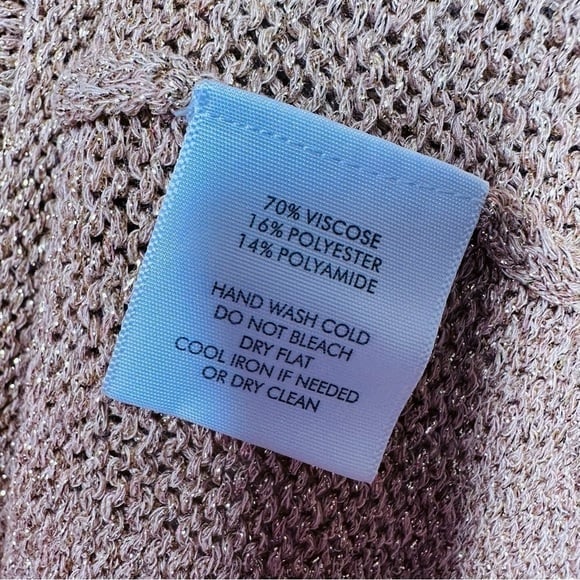 70% VISCOSE
16% POLYESTER
14% POLYAMIDE
HAND WASH COLD
DO NOT BLEACH
DRY FLAT
COOL IRON IF NEEDED
OR DRY CLEAN